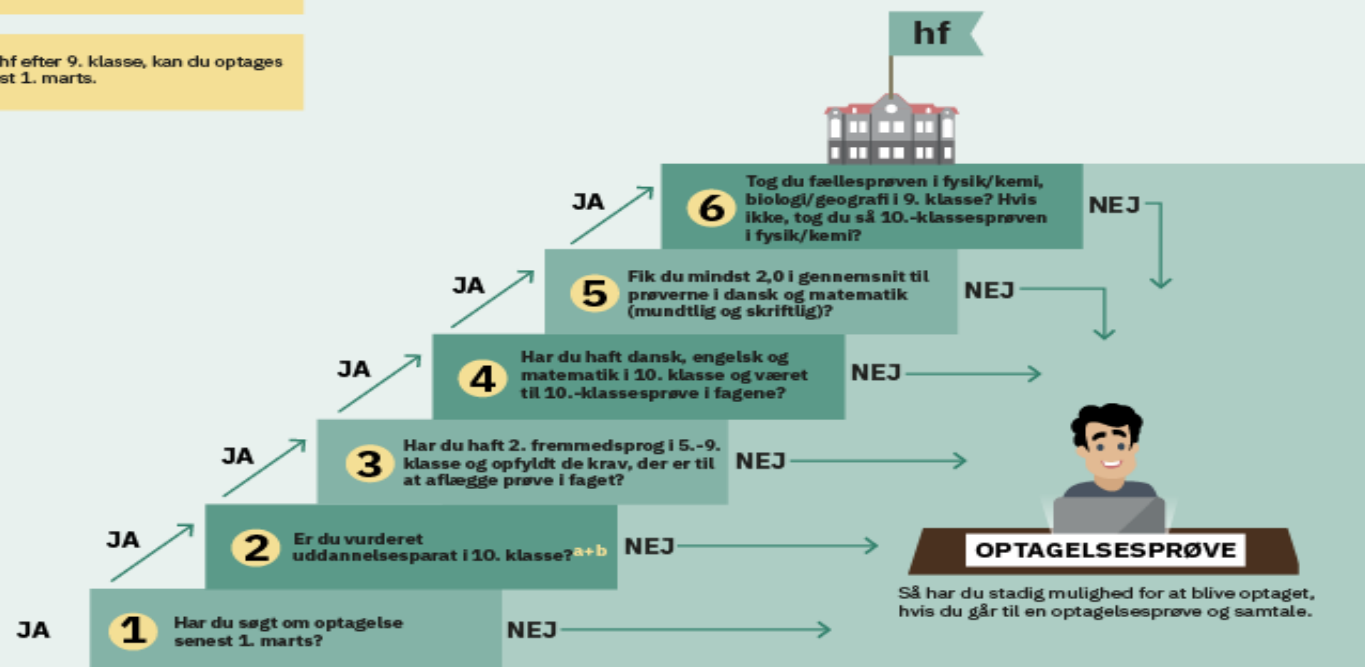 hf efter 9. klasse, kan du optages
st 1. marts.
hf
JA
6
Tog du fællesprøven i fysik/kemi,
biologi/geografi i 9. klasse? Hvis
ikke, tog du så 10.-klassesprøven
i fysik/kemi?
NEJ
JA
5
Fik du mindst 2,0 i gennemsnit til
prøverne i dansk og matematik
(mundtlig og skriftlig)?
NEJ
JA
4
Har du haft dansk, engelsk og
matematik i 10. klasse og været
til 10.-klassesprøve i fagene?
NEJ
JA
3
Har du haft 2. fremmedsprog i 5.-9.
klasse og opfyldt de krav, der er til
at aflægge prøve i faget?
NEJ
JA
2
Er du vurderet
uddannelsesparat i 10. klasse?a+b
NEJ
JA
1
Har du søgt om optagelse
senest 1. marts?
NEJ
OPTAGELSESPRØVE
Så har du stadig mulighed for at blive optaget,
hvis du går til en optagelsesprøve og samtale.